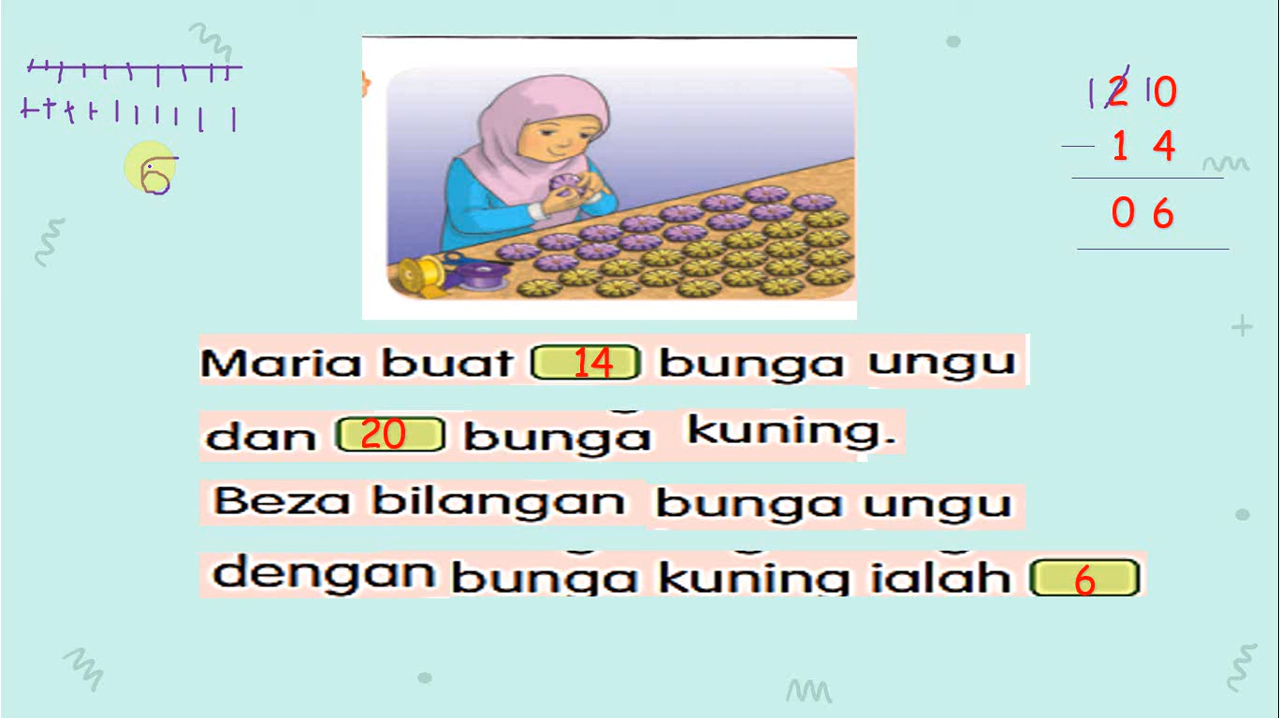 1 2 10
- 1 4
0 6
6
Maria buat 14 bunga ungu
dan 20 bunga kuning.
Beza bilangan bunga ungu
dengan bunga kuning ialah 6